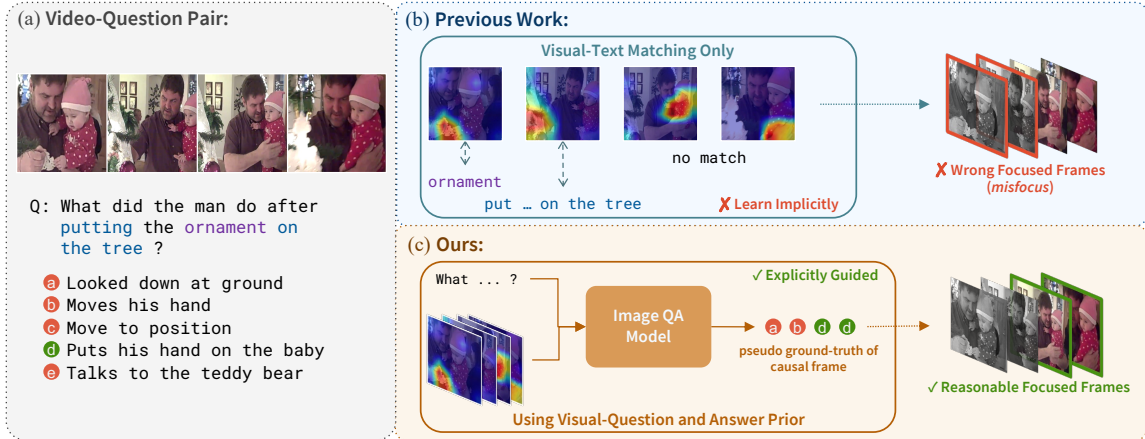 (a) Video-Question Pair:
Q: What did the man do after
putting the ornament on
the tree ?
a Looked down at ground
b Moves his hand
c Move to position
d Puts his hand on the baby
e Talks to the teddy bear
(b) Previous Work:
Visual-Text Matching Only
no match
ornament
put … on the tree
✗ Learn Implicitly
✗ Wrong Focused Frames
(misfocus)
(c) Ours:
What ... ?
✓ Explicitly Guided
Image QA
Model
a b d d
pseudo ground-truth of
causal frame
Using Visual-Question and Answer Prior
✓ Reasonable Focused Frames